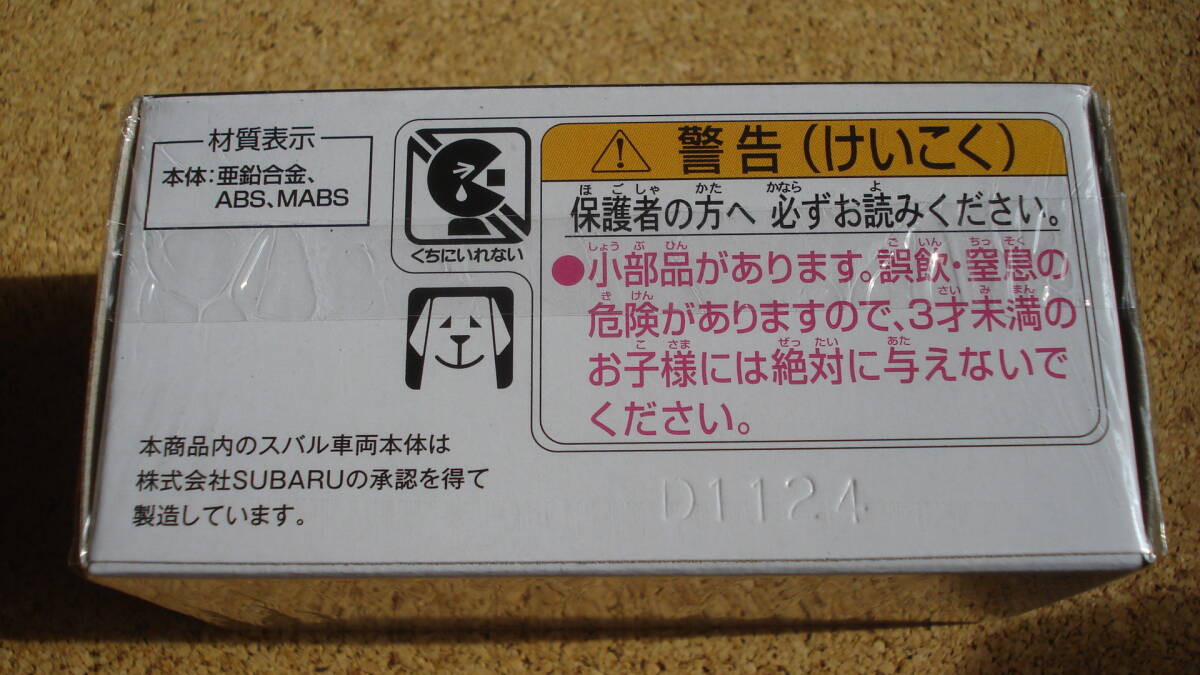 材質表示
本体：亜鉛合金、
ABS、MABS
くちにいれない
警告（けいこく）
ほごしゃ かた かなら よ
保護者の方へ 必ずお読みください。
しょうぶひん ごいん ちっそく
●小部品があります。誤飲・窒息の
きけん さいみまん
危険がありますので、3才未満の
こさま ぜったい あた
お子様には絶対に与えないで
ください。
本商品内のスバル車両本体は
株式会社SUBARUの承認を得て
製造しています。
D1124